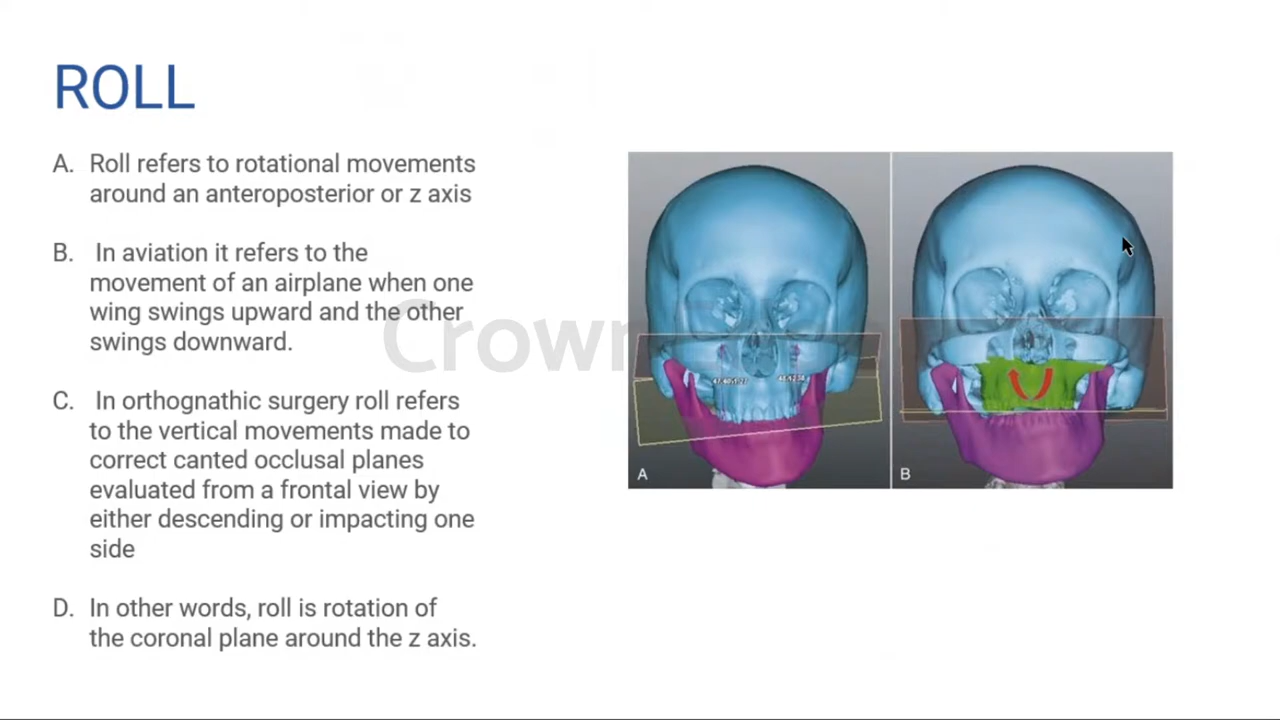 ROLL
A. Roll refers to rotational movements
around an anteroposterior or z axis
B. In aviation it refers to the
movement of an airplane when one
wing swings upward and the other
swings downward.
C. In orthognathic surgery roll refers
to the vertical movements made to
correct canted occlusal planes
evaluated from a frontal view by
either descending or impacting one
side
D. In other words, roll is rotation of
the coronal plane around the z axis.
A
B